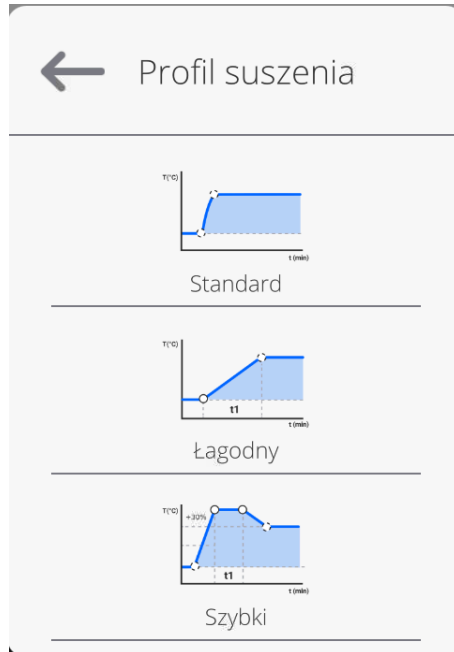 Profil suszenia
T(°C)
t (min)
Standard
T(°C)
t1
t (min)
Łagodny
T(°C)
+30%
t1
t (min)
Szybki